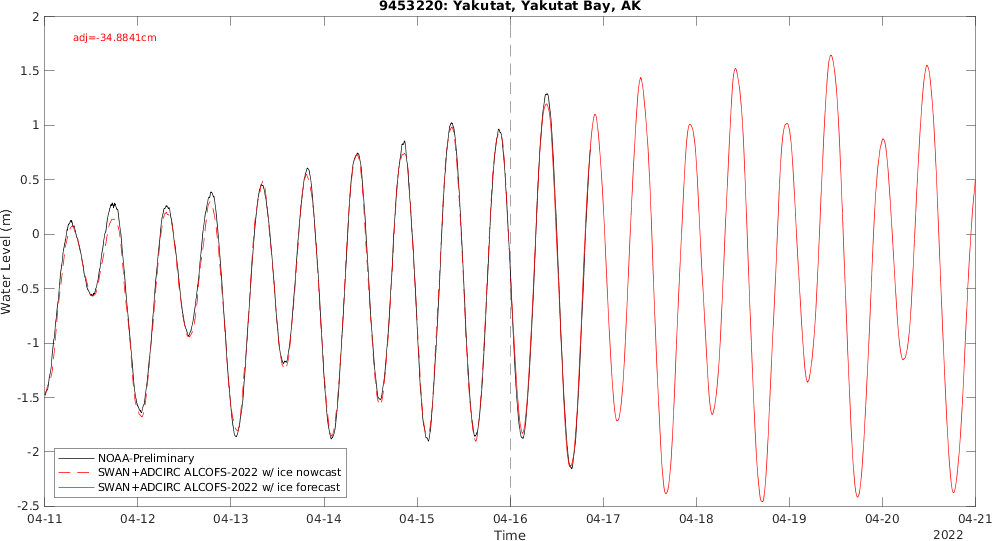 9453220: Yakutat, Yakutat Bay, AK
adj=-34.8841cm
2
1.5
1
0.5
0
-0.5
-1
-1.5
-2
-2.5
Water Level (m)
NOAA-Preliminary
SWAN+ADCIRC ALCOFS-2022 w/ ice nowcast
SWAN+ADCIRC ALCOFS-2022 w/ ice forecast
04-11 04-12 04-13 04-14 04-15 04-16 04-17 04-18 04-19 04-20 04-21
Time
2022